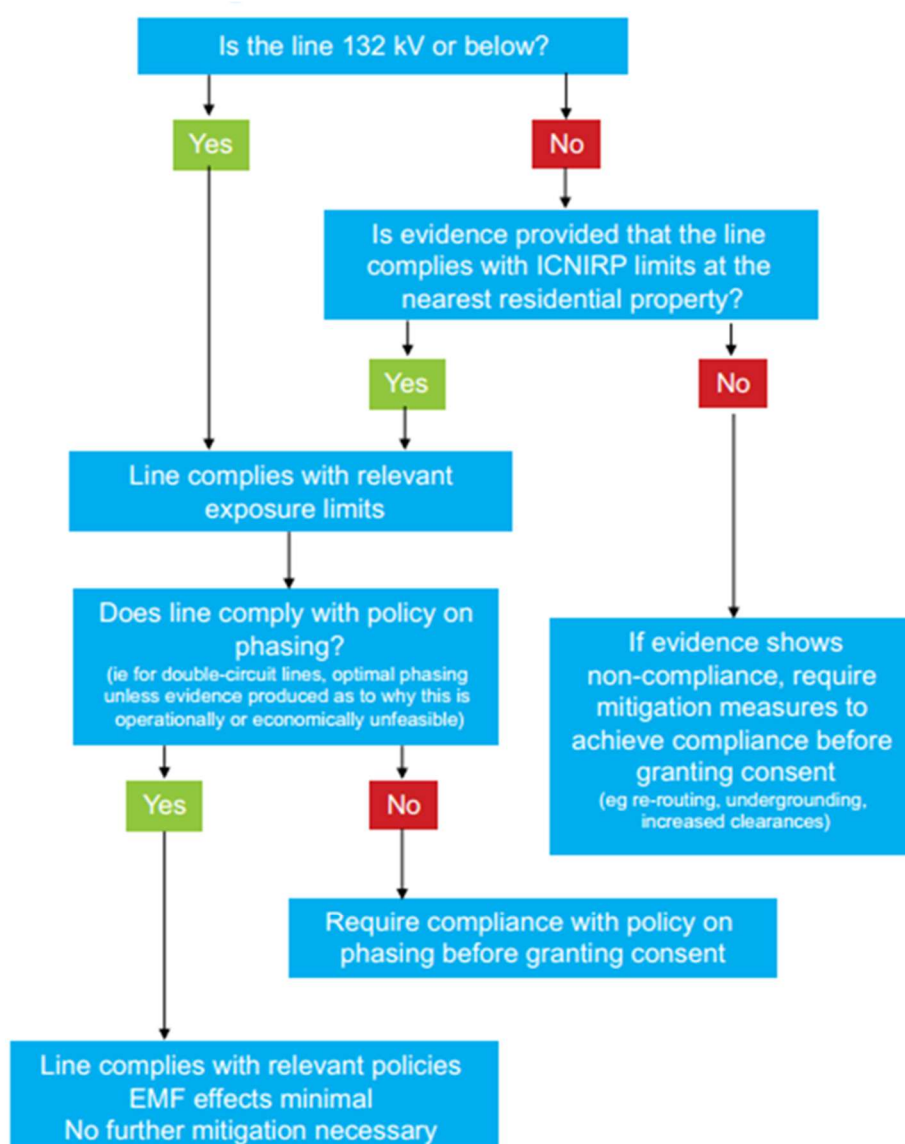 Is the line 132 kV or below?
Yes
No
Is evidence provided that the line
complies with ICNIRP limits at the
nearest residential property?
Yes
No
Line complies with relevant
exposure limits
Does line comply with policy on
phasing?
(ie for double-circuit lines, optimal phasing
unless evidence produced as to why this is
operationally or economically unfeasible)
If evidence shows
non-compliance, require
mitigation measures to
achieve compliance before
granting consent
(eg re-routing, undergrounding,
increased clearances)
Yes
No
Require compliance with policy on
phasing before granting consent
Line complies with relevant policies
EMF effects minimal
No further mitigation necessary